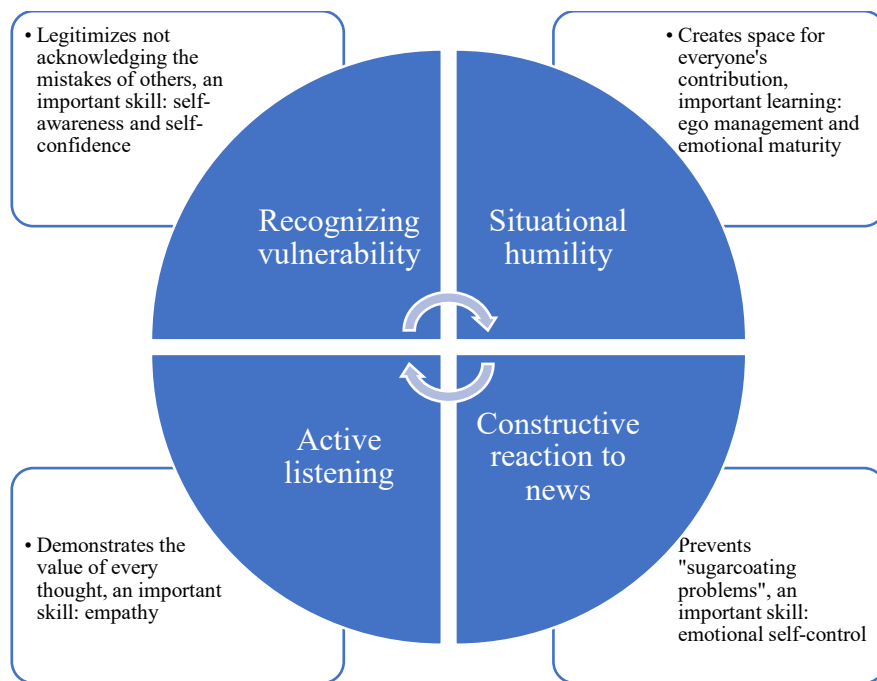 • Legitimizes not
acknowledging the
mistakes of others, an
important skill: self-
awareness and self-
confidence
• Creates space for
everyone's
contribution,
important learning:
ego management and
emotional maturity
Recognizing
vulnerability
Situational
humility
Active
listening
Constructive
reaction to
news
• Demonstrates the
value of every
thought, an important
skill: empathy
Prevents
"sugarcoating
problems", an
important skill:
emotional self-control